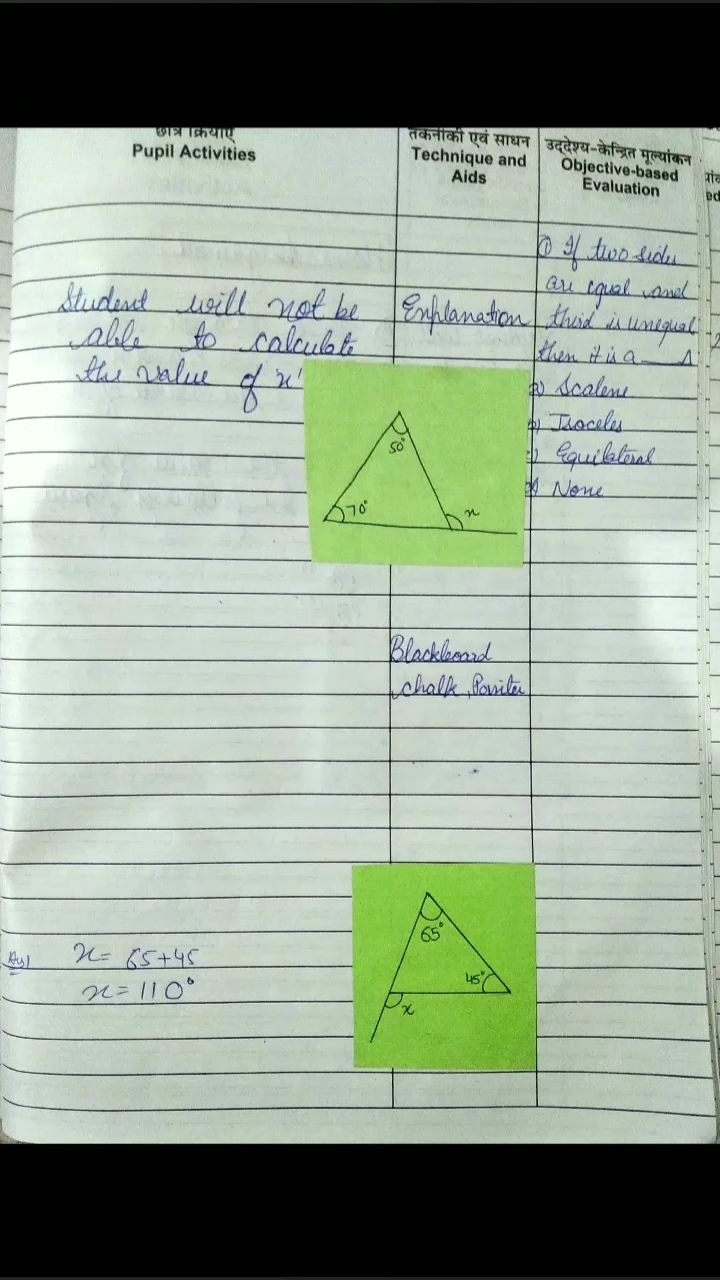 छात्र क्रियाएँ
Pupil Activities
तकनीकी एवं साधन
Technique and
Aids
उद्देश्य-केन्द्रित मूल्यांकन
Objective-based
Evaluation
Student will not be
able to calculate
the value of x'
Explanation
① If two sides
are equal and
third is unequal
then it is a ___ Δ
a) Scalene
b) Isoceles
c) Equilateral
d) None
50°
70°
x
Blackboard
chalk, Pointer
Ans)
x = 65+45
x = 110°
65°
45°
x